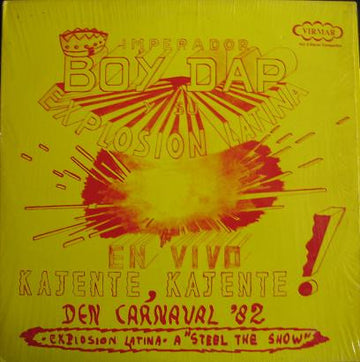 IMPERADOR
VIRMAR
BOY DAP
Y SU
EXPLOSION LATINA
EN VIVO
KAJENTE, KAJENTE!
DEN CARNAVAL '82
-EXPLOSION LATINA- A "STEEL THE SHOW"